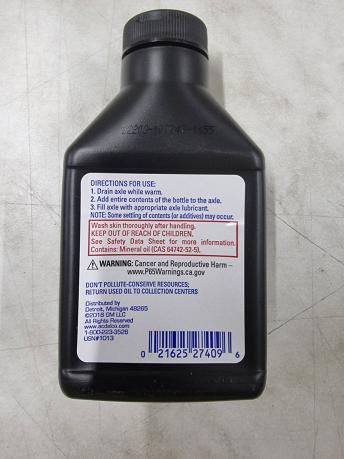 DIRECTIONS FOR USE:
1. Drain axle while warm.
2. Add entire contents of the bottle to the axle.
3. Fill axle with appropriate axle lubricant.
NOTE: Some settling of contents (or additives) may occur.
Wash skin thoroughly after handling.
KEEP OUT OF REACH OF CHILDREN.
See Safety Data Sheet for more information.
Contains: Mineral oil (CAS 64742-52-5).
WARNING: Cancer and Reproductive Harm –
www.P65Warnings.ca.gov
DON'T POLLUTE-CONSERVE RESOURCES;
RETURN USED OIL TO COLLECTION CENTERS
Distributed by
Detroit, Michigan 48265
©2018 GM LLC
All Rights Reserved
www.acdelco.com
1-800-223-3526
USN#1013
0 21625 27409 6